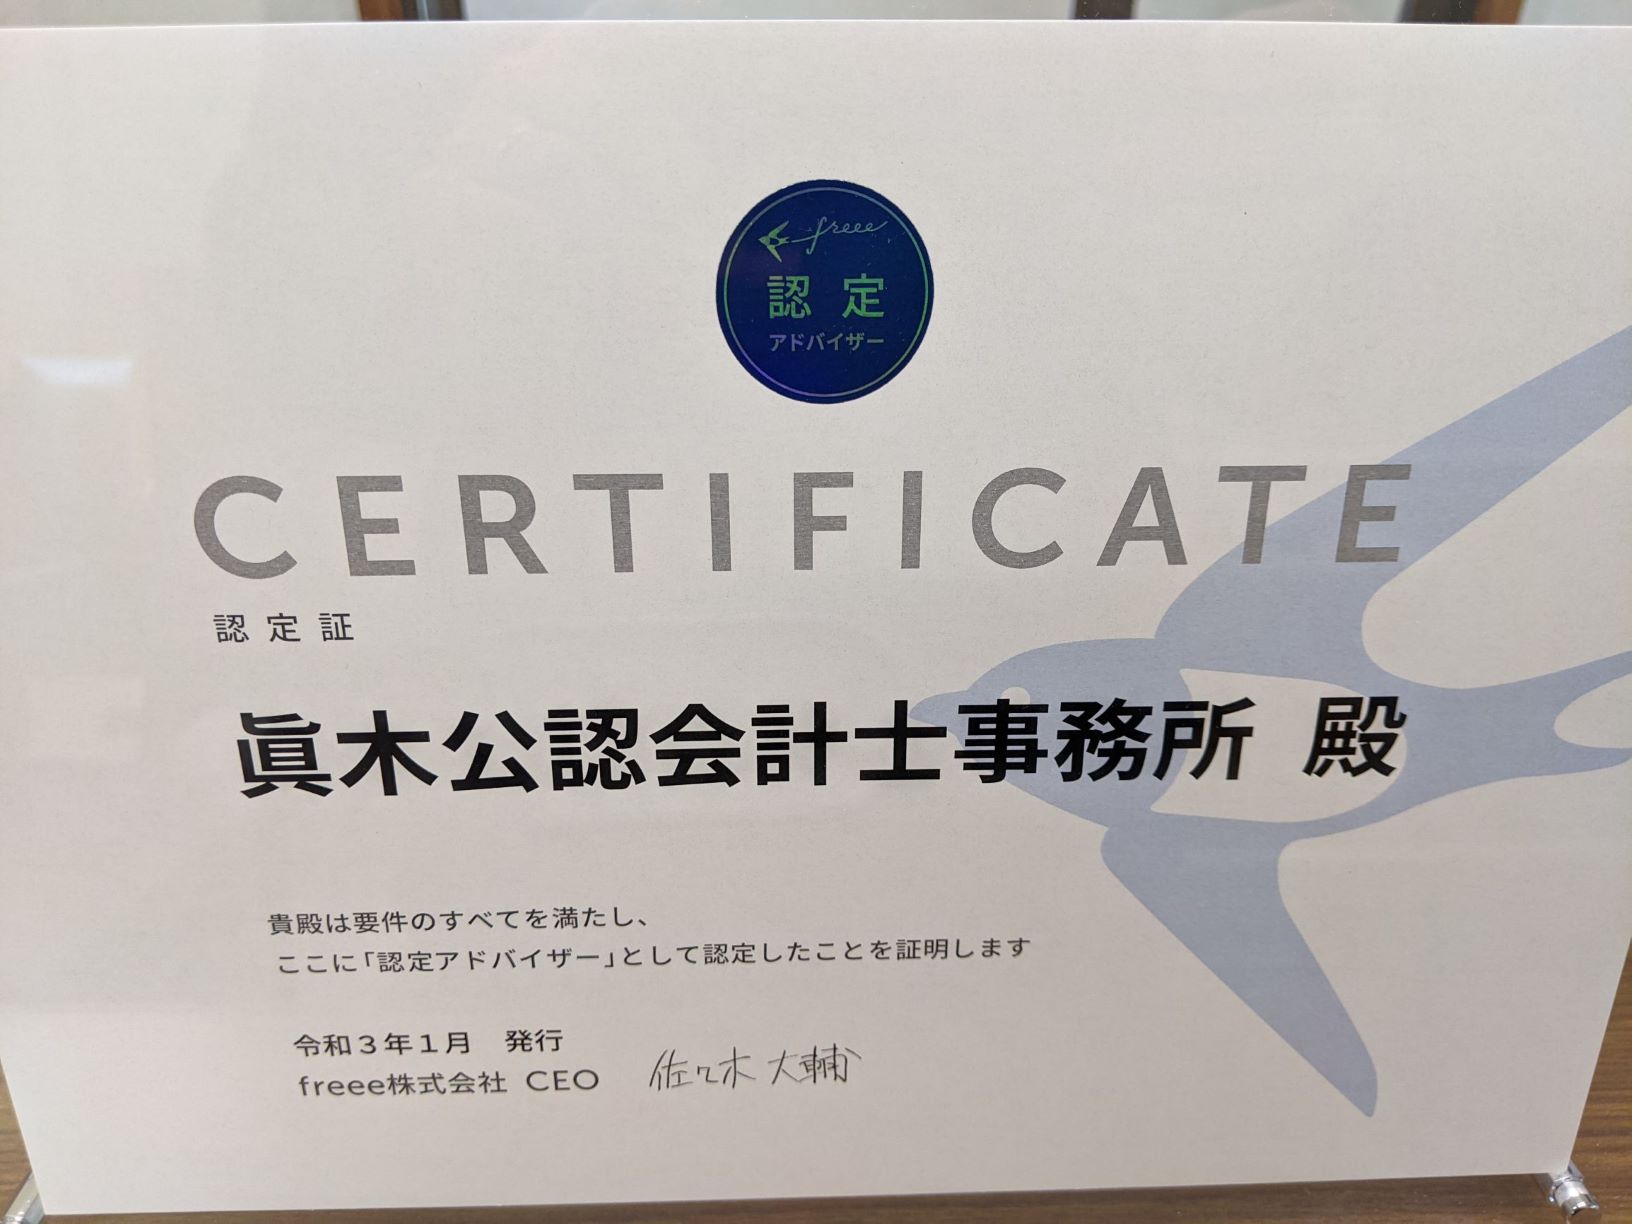 freee
認定
アドバイザー
CERTIFICATE
認定証
眞木公認会計士事務所 殿
貴殿は要件のすべてを満たし、
ここに「認定アドバイザー」として認定したことを証明します
令和３年１月　発行
freee株式会社 CEO 佐々木 大輔